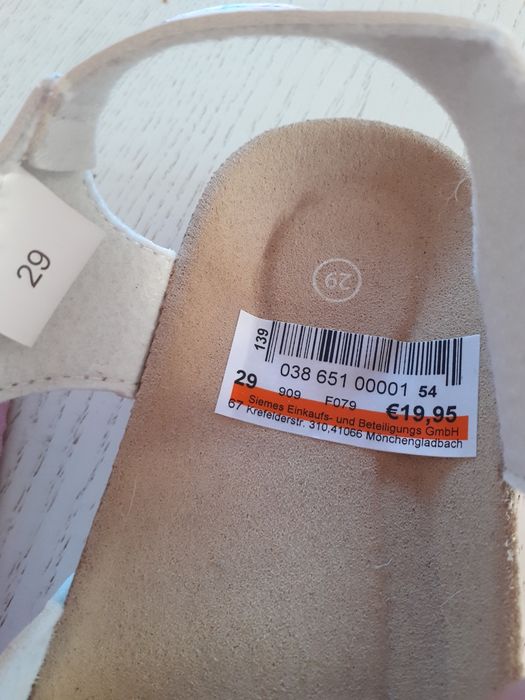 29
29
139
038 651 00001 54
29 909 F079 €19,95
Siemes Einkaufs- und Beteiligungs GmbH
67 Krefelderstr. 310,41066 Mönchengladbach